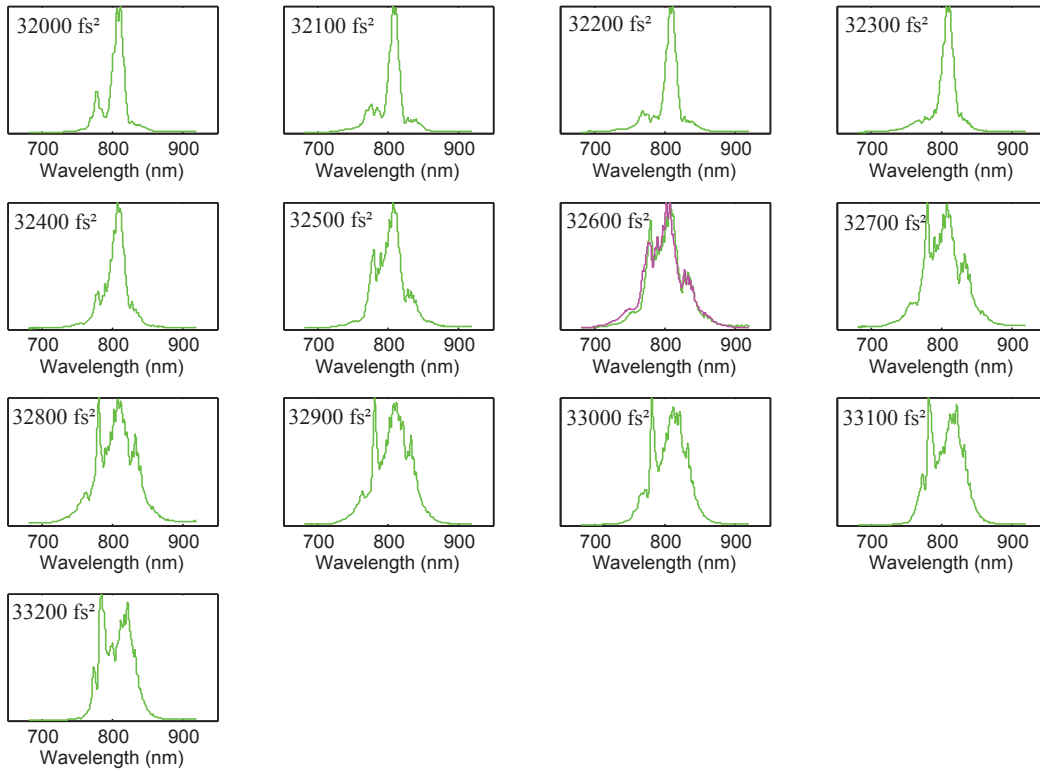 32000 fs²
32100 fs²
32200 fs²
32300 fs²
700 800 900
700 800 900
700 800 900
700 800 900
Wavelength (nm)
Wavelength (nm)
Wavelength (nm)
Wavelength (nm)
32400 fs²
32500 fs²
32600 fs²
32700 fs²
700 800 900
700 800 900
700 800 900
700 800 900
Wavelength (nm)
Wavelength (nm)
Wavelength (nm)
Wavelength (nm)
32800 fs²
32900 fs²
33000 fs²
33100 fs²
700 800 900
700 800 900
700 800 900
700 800 900
Wavelength (nm)
Wavelength (nm)
Wavelength (nm)
Wavelength (nm)
33200 fs²
700 800 900
Wavelength (nm)